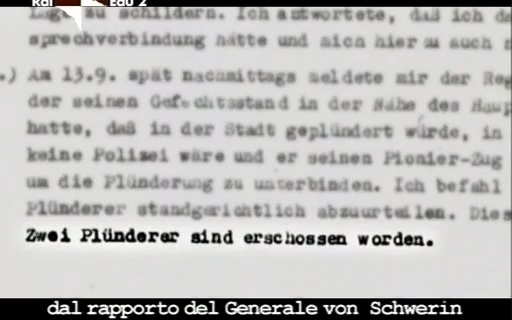 Rai Edu 2
Lage zu schildern. Ich antwortete, daß ich d
sprechverbindung hätte und mich hier zu auch
.) Am 13.9. spät nachmittags meldete mir der Reg
der seinen Gefechtsstand in der Nähe des Haup
hatte, daß in der Stadt geplündert würde, in
keine Polizei wäre und er seinen Pionier-Zug
um die Plünderung zu unterbinden. Ich befahl
Plünderer standgerichtlich abzuurteilen. Dies
Zwei Plünderer sind erschossen worden.
dal rapporto del Generale von Schwerin